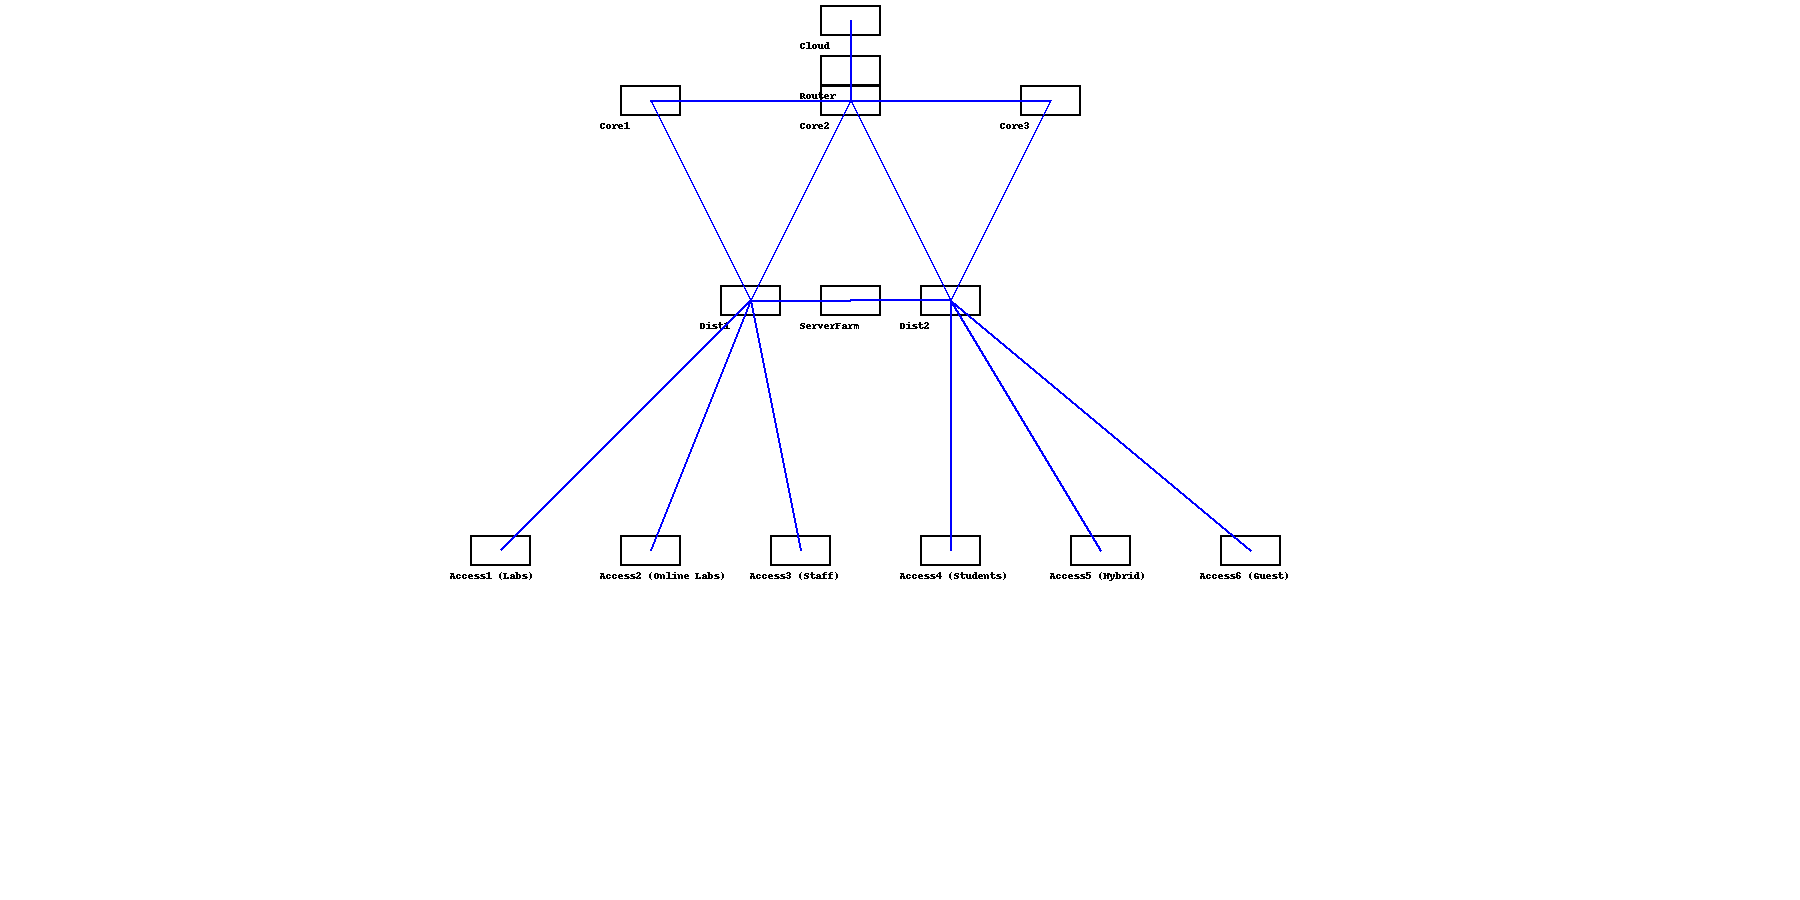 Cloud
Router
Core1
Core2
Core3
Dist1
ServerFarm
Dist2
Access1 (Labs)
Access2 (Online Labs)
Access3 (Staff)
Access4 (Students)
Access5 (Hybrid)
Access6 (Guest)